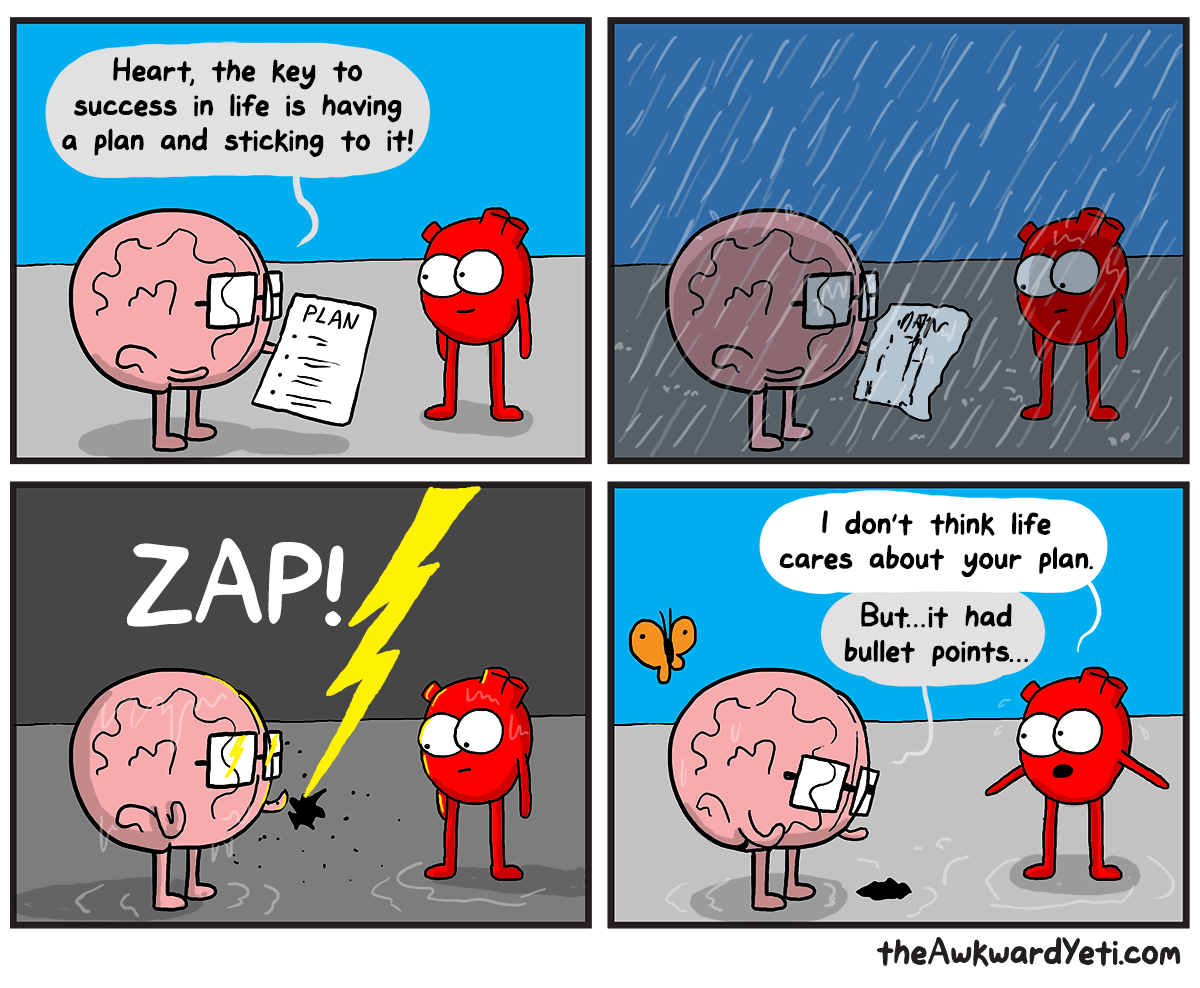 Heart, the key to
success in life is having
a plan and sticking to it!
PLAN
ZAP!
I don't think life
cares about your plan.
But...it had
bullet points...
theAwkwardYeti.com